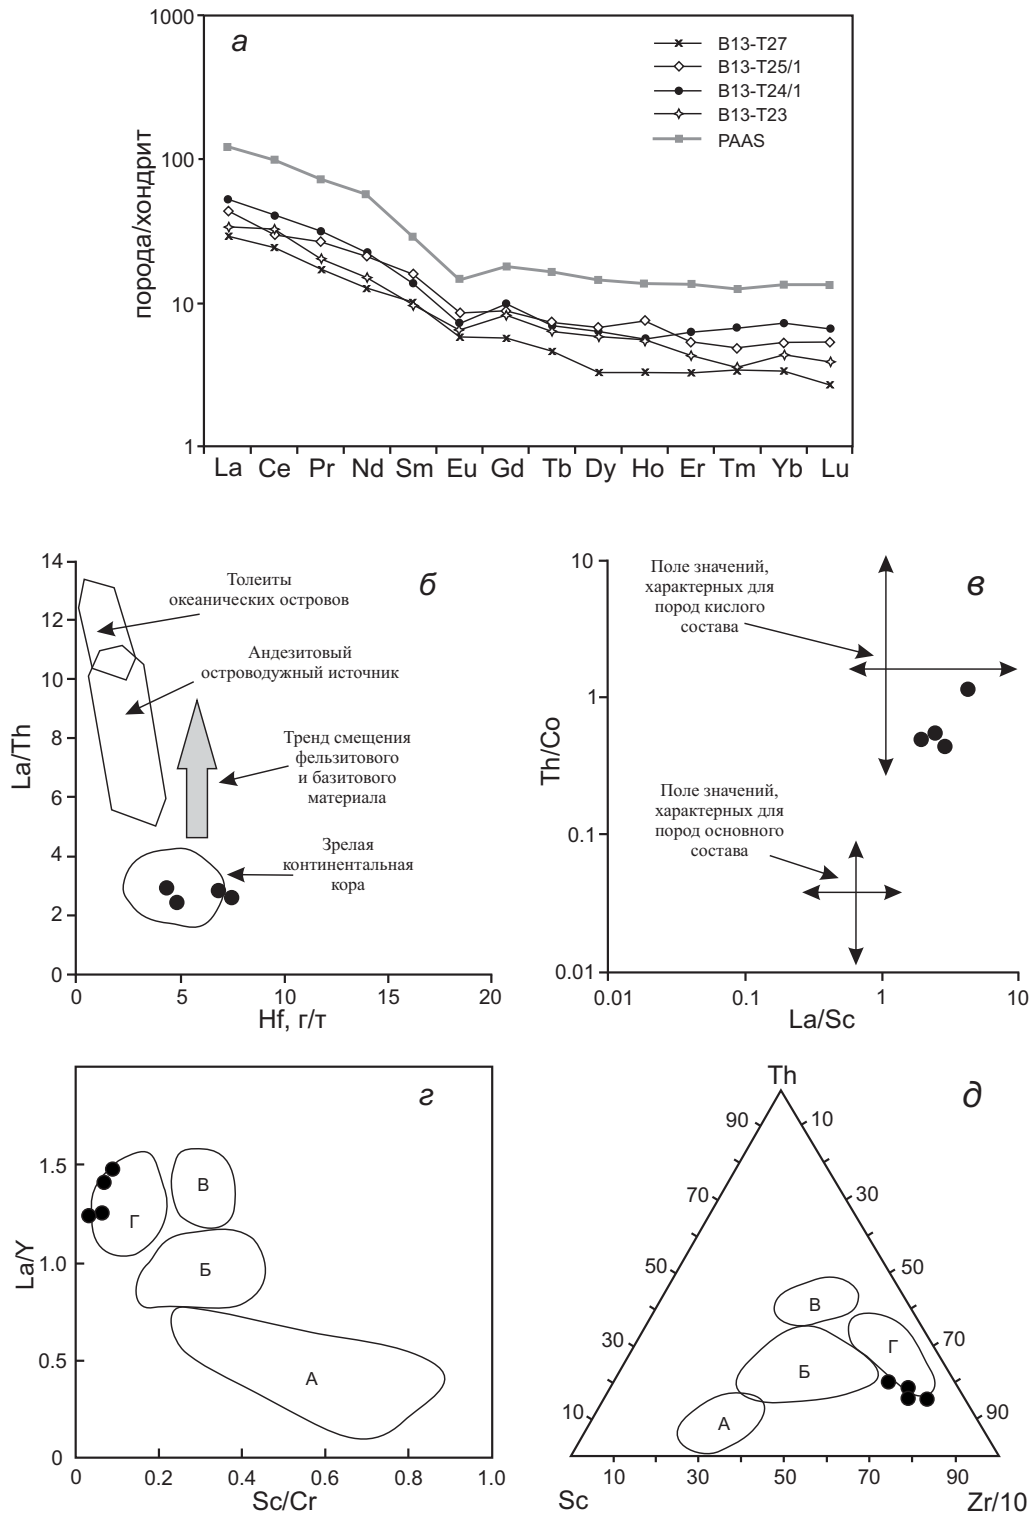 1000
100
10
1
порода/хондрит
а
B13-T27
B13-T25/1
B13-T24/1
B13-T23
PAAS
La Ce Pr Nd Sm Eu Gd Tb Dy Ho Er Tm Yb Lu
б
14
12
10
8
6
4
2
0
La/Th
Толеиты
океанических островов
Андезитовый
островодужный источник
Тренд смещения
фельзитового
и базитового
материала
Зрелая
континентальная
кора
0 5 10 15 20
Hf, г/т
в
10
1
0.1
0.01
Th/Co
Поле значений,
характерных для
пород кислого
состава
Поле значений,
характерных для
пород основного
состава
0.01 0.1 1 10
La/Sc
г
1.5
1.0
0.5
0
La/Y
Г
В
Б
А
0 0.2 0.4 0.6 0.8 1.0
Sc/Cr
д
Th
90 10
70 30
50 50
30 70
10 90
В
Г
Б
А
10 30 50 70 90
Sc Zr/10